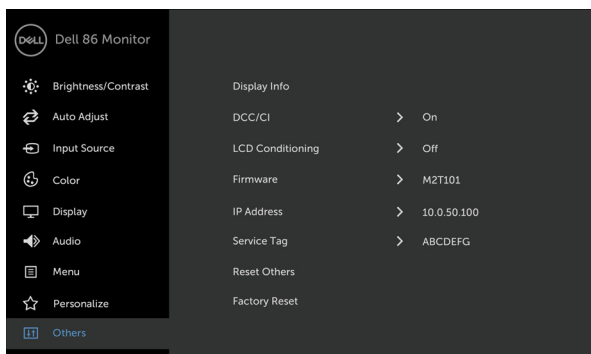 DELL Dell 86 Monitor
Brightness/Contrast
Auto Adjust
Input Source
Color
Display
Audio
Menu
Personalize
Others
Display Info
DCC/CI > On
LCD Conditioning > Off
Firmware > M2T101
IP Address > 10.0.50.100
Service Tag > ABCDEFG
Reset Others
Factory Reset